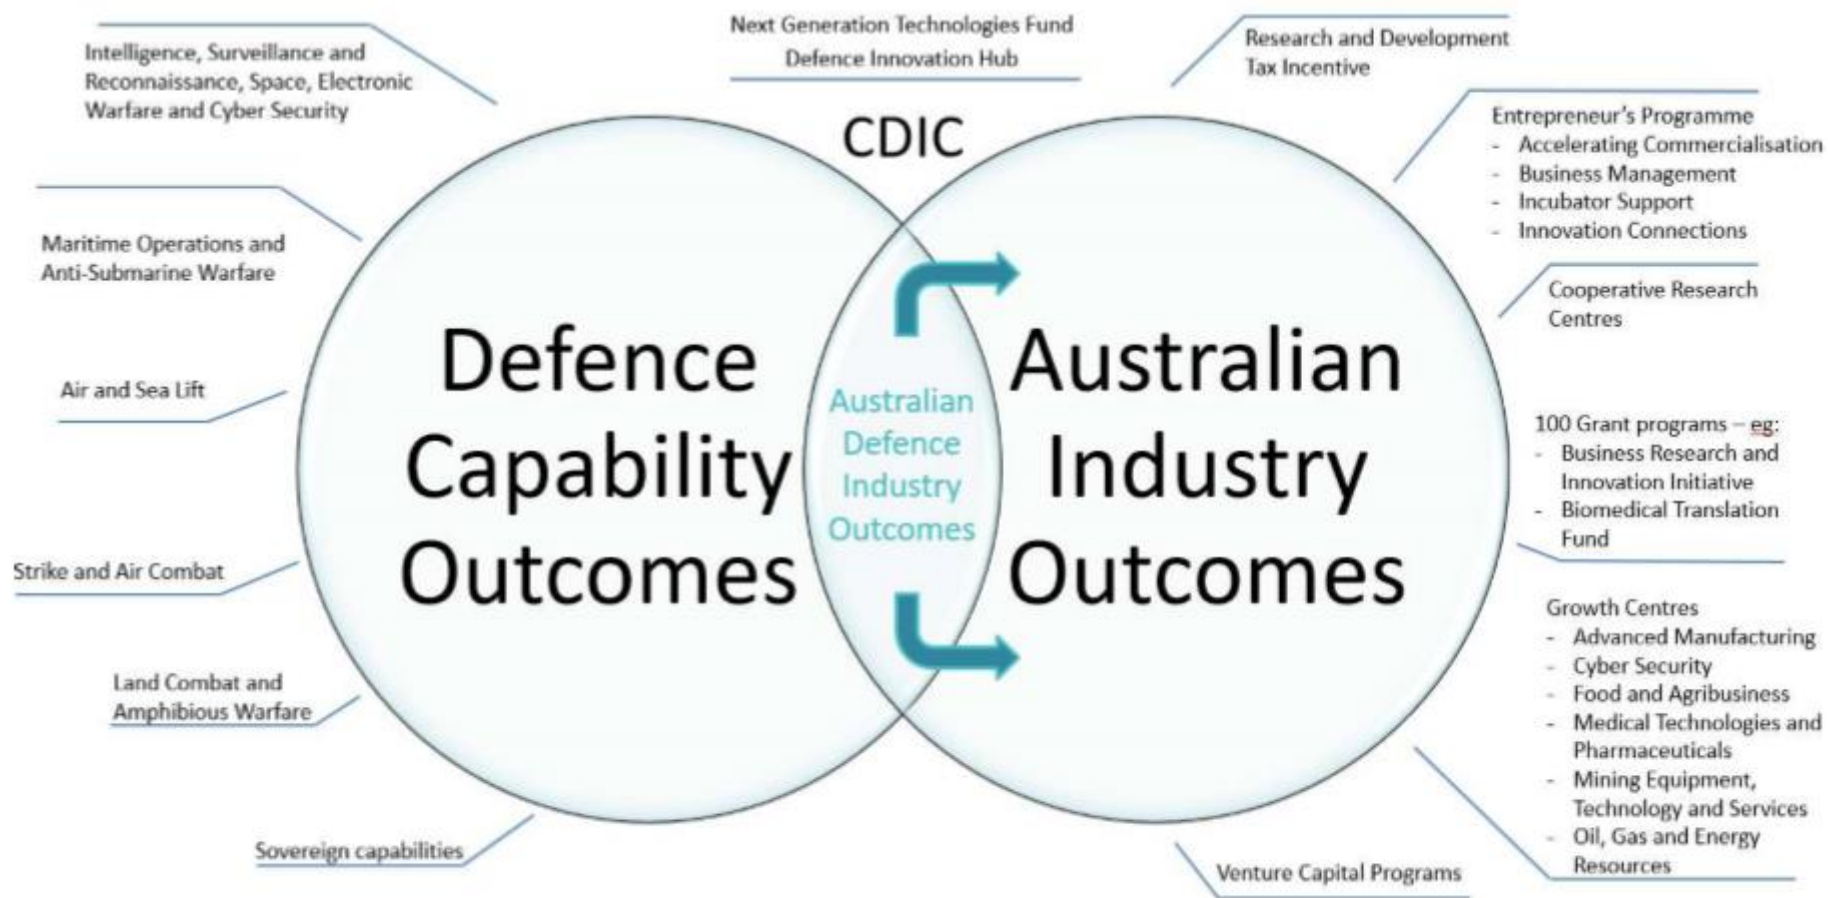 Next Generation Technologies Fund
Defence Innovation Hub
CDIC
Intelligence, Surveillance and
Reconnaissance, Space, Electronic
Warfare and Cyber Security
Maritime Operations and
Anti-Submarine Warfare
Air and Sea Lift
Strike and Air Combat
Land Combat and
Amphibious Warfare
Sovereign capabilities
Defence
Capability
Outcomes
Australian
Defence
Industry
Outcomes
Australian
Industry
Outcomes
Research and Development
Tax Incentive
Entrepreneur's Programme
- Accelerating Commercialisation
- Business Management
- Incubator Support
- Innovation Connections
Cooperative Research
Centres
100 Grant programs – eg:
- Business Research and
Innovation Initiative
- Biomedical Translation
Fund
Growth Centres
- Advanced Manufacturing
- Cyber Security
- Food and Agribusiness
- Medical Technologies and
Pharmaceuticals
- Mining Equipment,
Technology and Services
- Oil, Gas and Energy
Resources
Venture Capital Programs